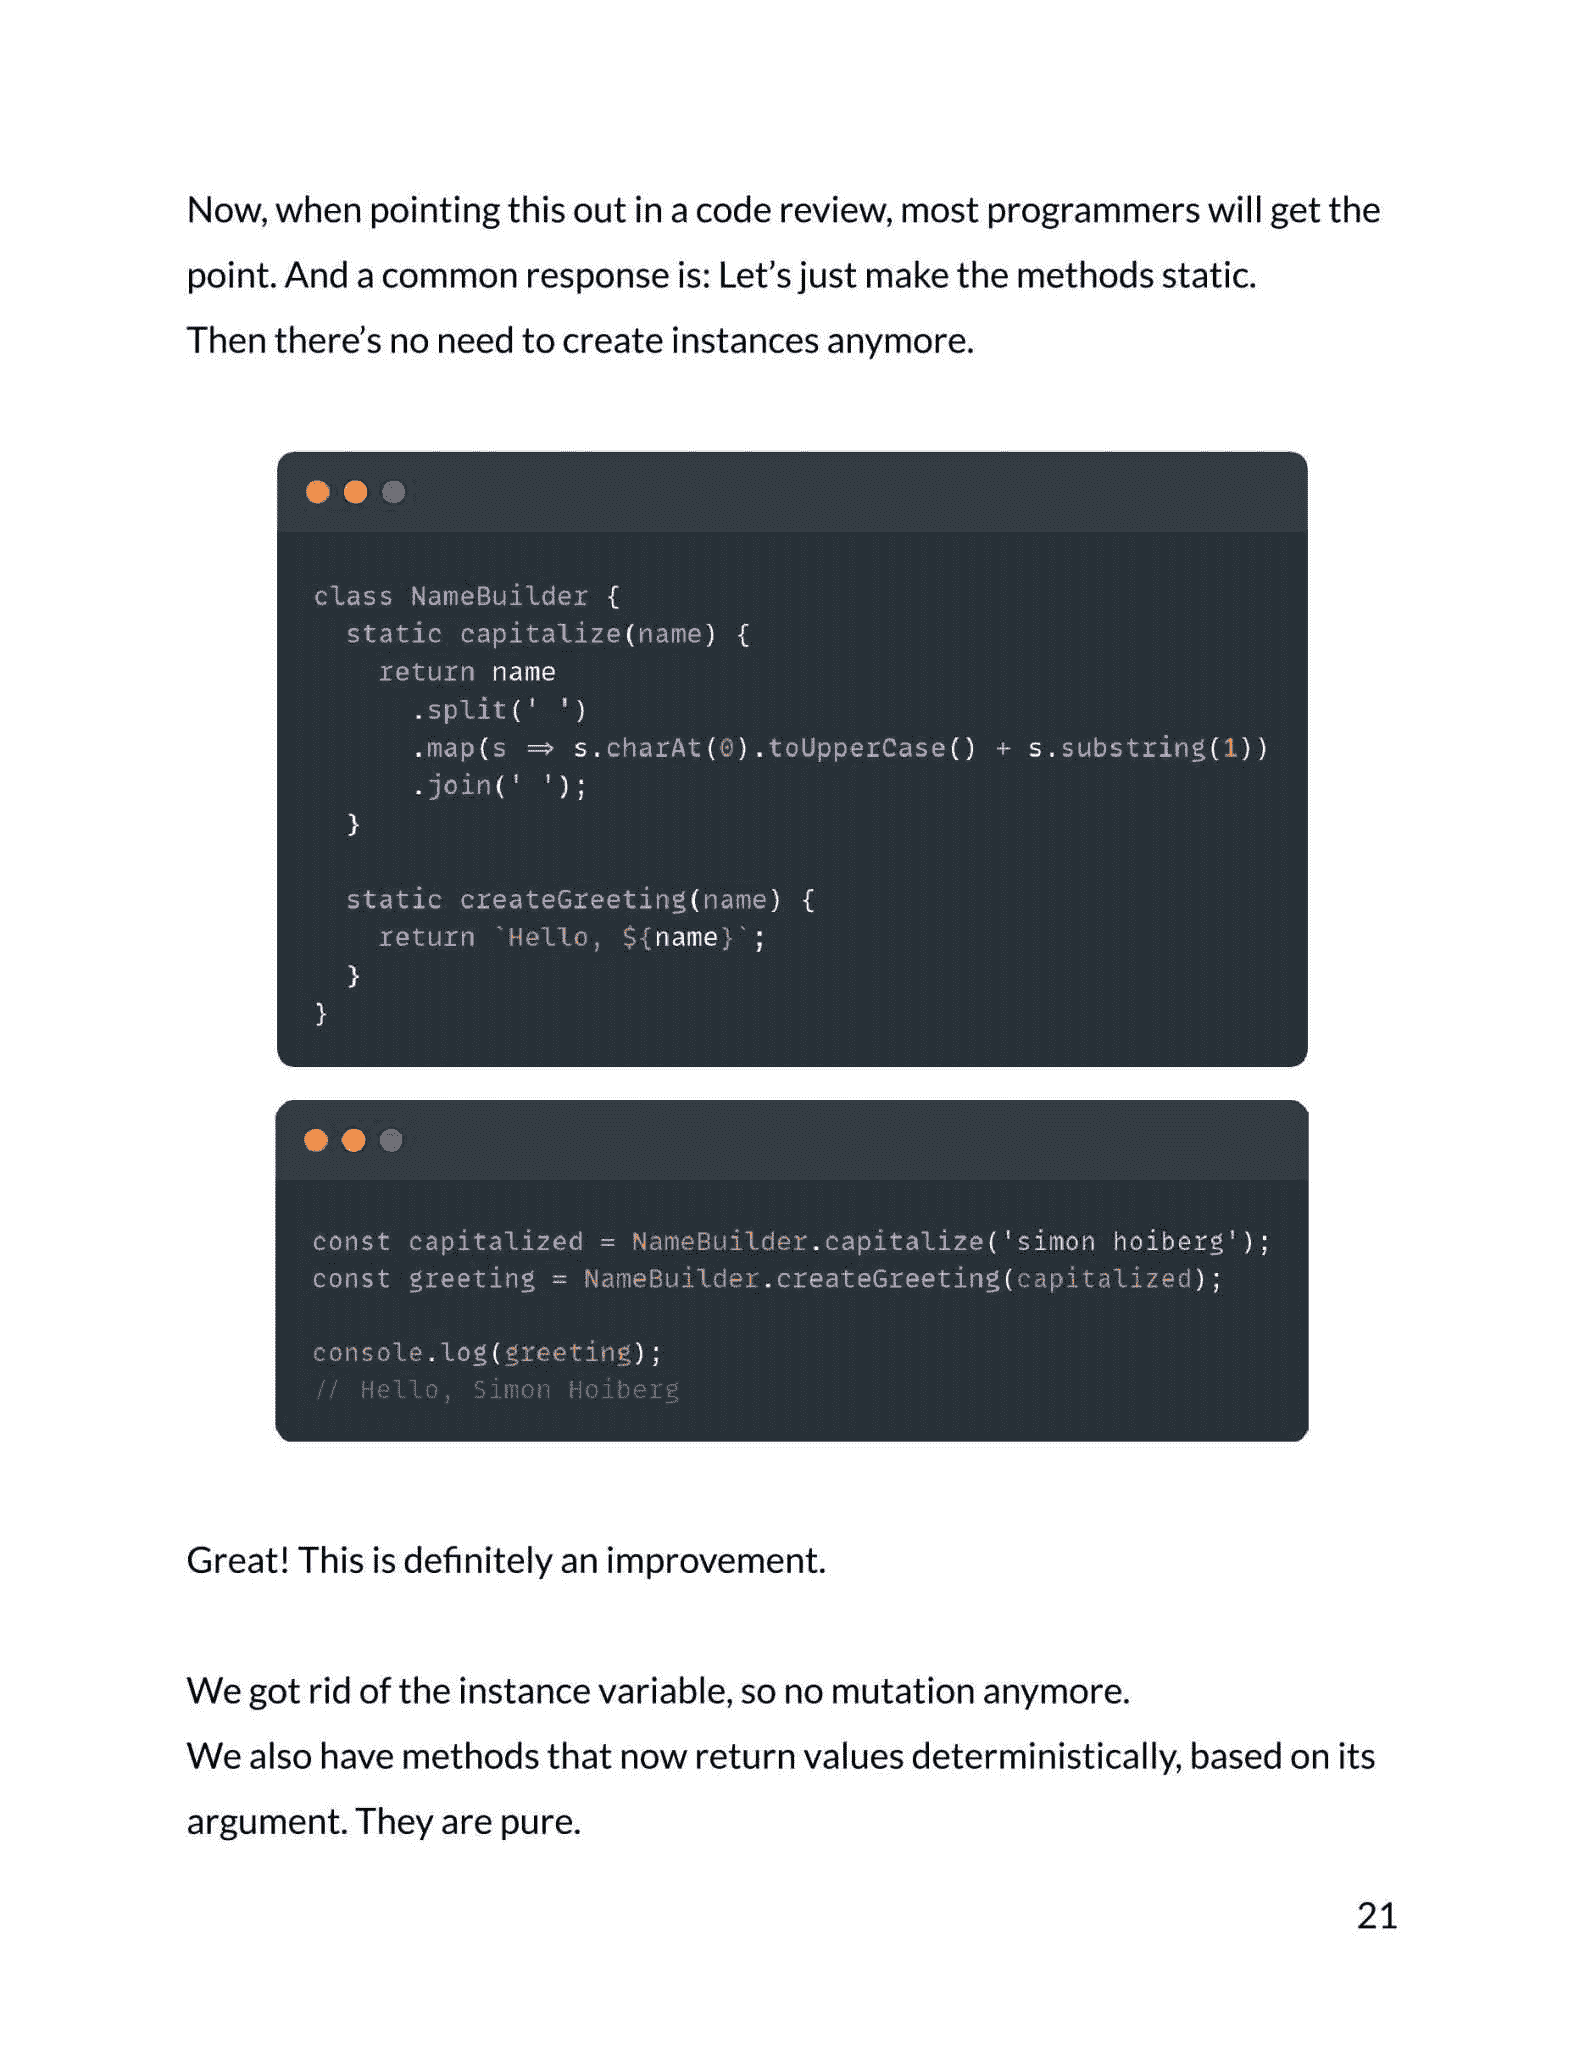 Now, when pointing this out in a code review, most programmers will get the
point. And a common response is: Let’s just make the methods static.
Then there’s no need to create instances anymore.
class NameBuilder {
  static capitalize(name) {
    return name
      .split(' ')
      .map(s => s.charAt(0).toUpperCase() + s.substring(1))
      .join(' ');
  }
  static createGreeting(name) {
    return `Hello, ${name}`;
  }
}
const capitalized = NameBuilder.capitalize('simon hoiberg');
const greeting = NameBuilder.createGreeting(capitalized);
console.log(greeting);
// Hello, Simon Hoiberg
Great! This is definitely an improvement.
We got rid of the instance variable, so no mutation anymore.
We also have methods that now return values deterministically, based on its
argument. They are pure.
21